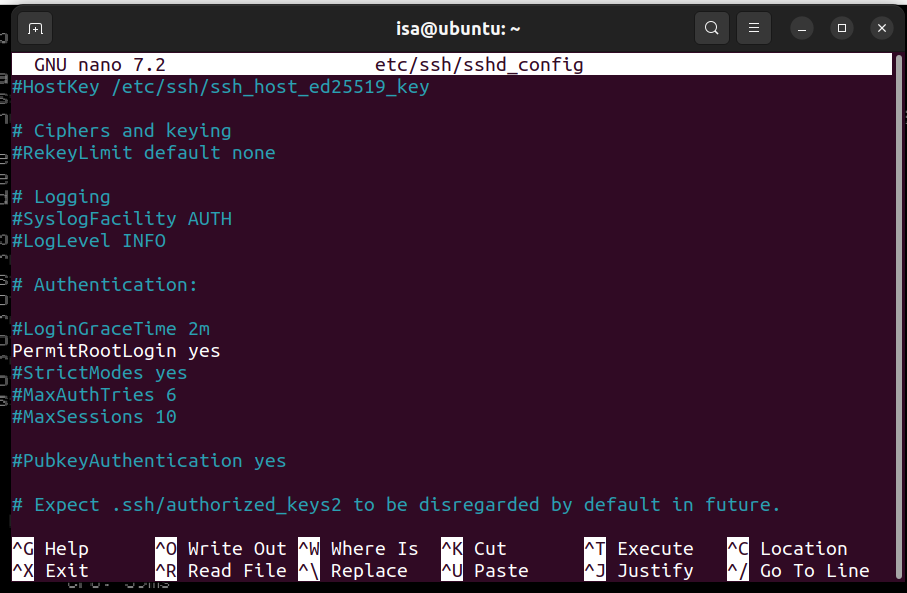 isa@ubuntu: ~
GNU nano 7.2 etc/ssh/sshd_config
#HostKey /etc/ssh/ssh_host_ed25519_key
# Ciphers and keying
#RekeyLimit default none
# Logging
#SyslogFacility AUTH
#LogLevel INFO
# Authentication:
#LoginGraceTime 2m
PermitRootLogin yes
#StrictModes yes
#MaxAuthTries 6
#MaxSessions 10
#PubkeyAuthentication yes
# Expect .ssh/authorized_keys2 to be disregarded by default in future.
^G Help ^O Write Out ^W Where Is ^K Cut ^T Execute ^C Location
^X Exit ^R Read File ^\ Replace ^U Paste ^J Justify ^/ Go To Line